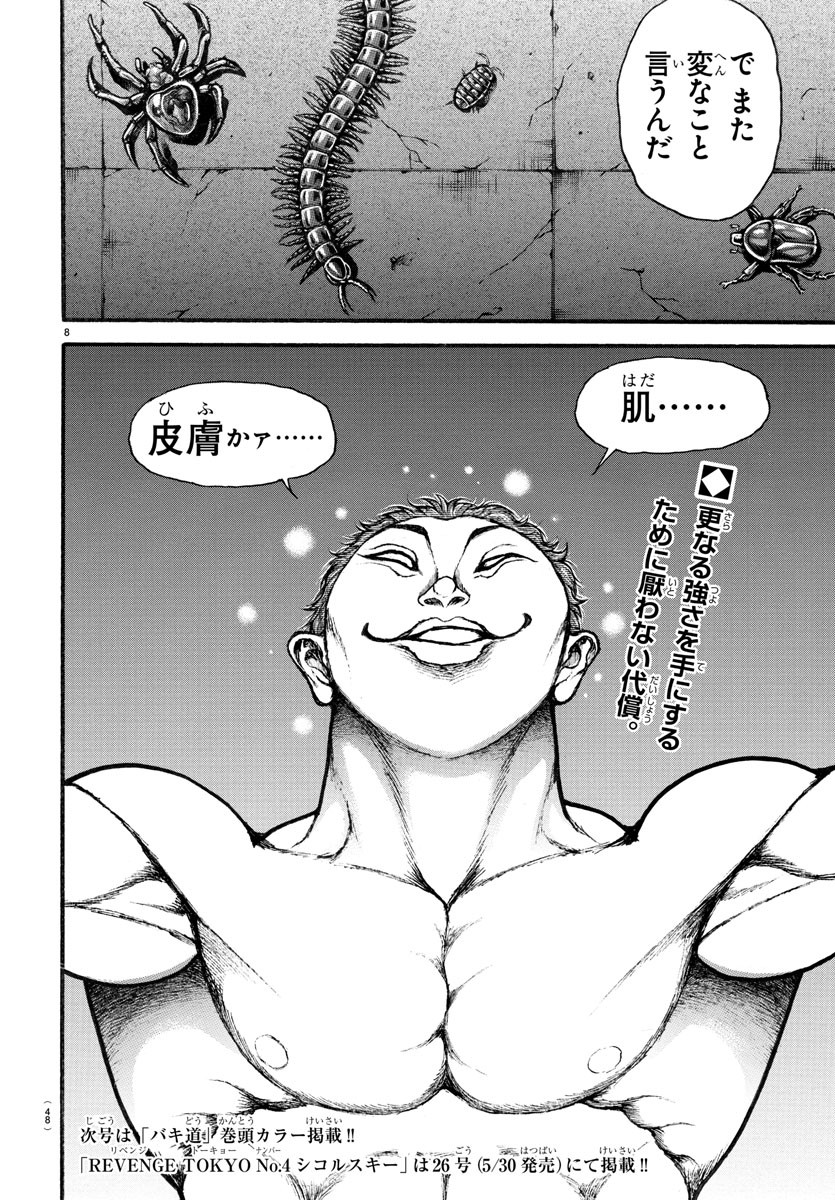 でまた
変なこと
言うんだ
8
肌……
皮膚かァ……
更なる強さを手にする
ために厭わない代償。
次号は「バキ道」巻頭カラー掲載!!
「REVENGE TOKYO No.4 シコルスキー」は26号(5/30発売)にて掲載!!
(48)